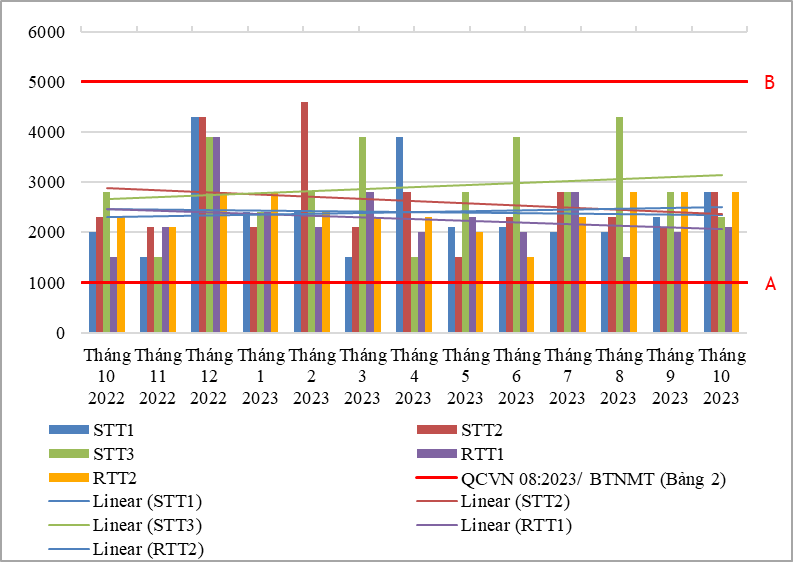 6000
5000
B
4000
3000
2000
1000
A
0
Tháng Tháng Tháng Tháng Tháng Tháng Tháng Tháng Tháng Tháng Tháng Tháng Tháng
10 11 12 1 2 3 4 5 6 7 8 9 10
2022 2022 2022 2023 2023 2023 2023 2023 2023 2023 2023 2023 2023
STT1 STT2
STT3 RTT1
RTT2 QCVN 08:2023/ BTNMT (Bảng 2)
Linear (STT1) Linear (STT2)
Linear (STT3) Linear (RTT1)
Linear (RTT2)